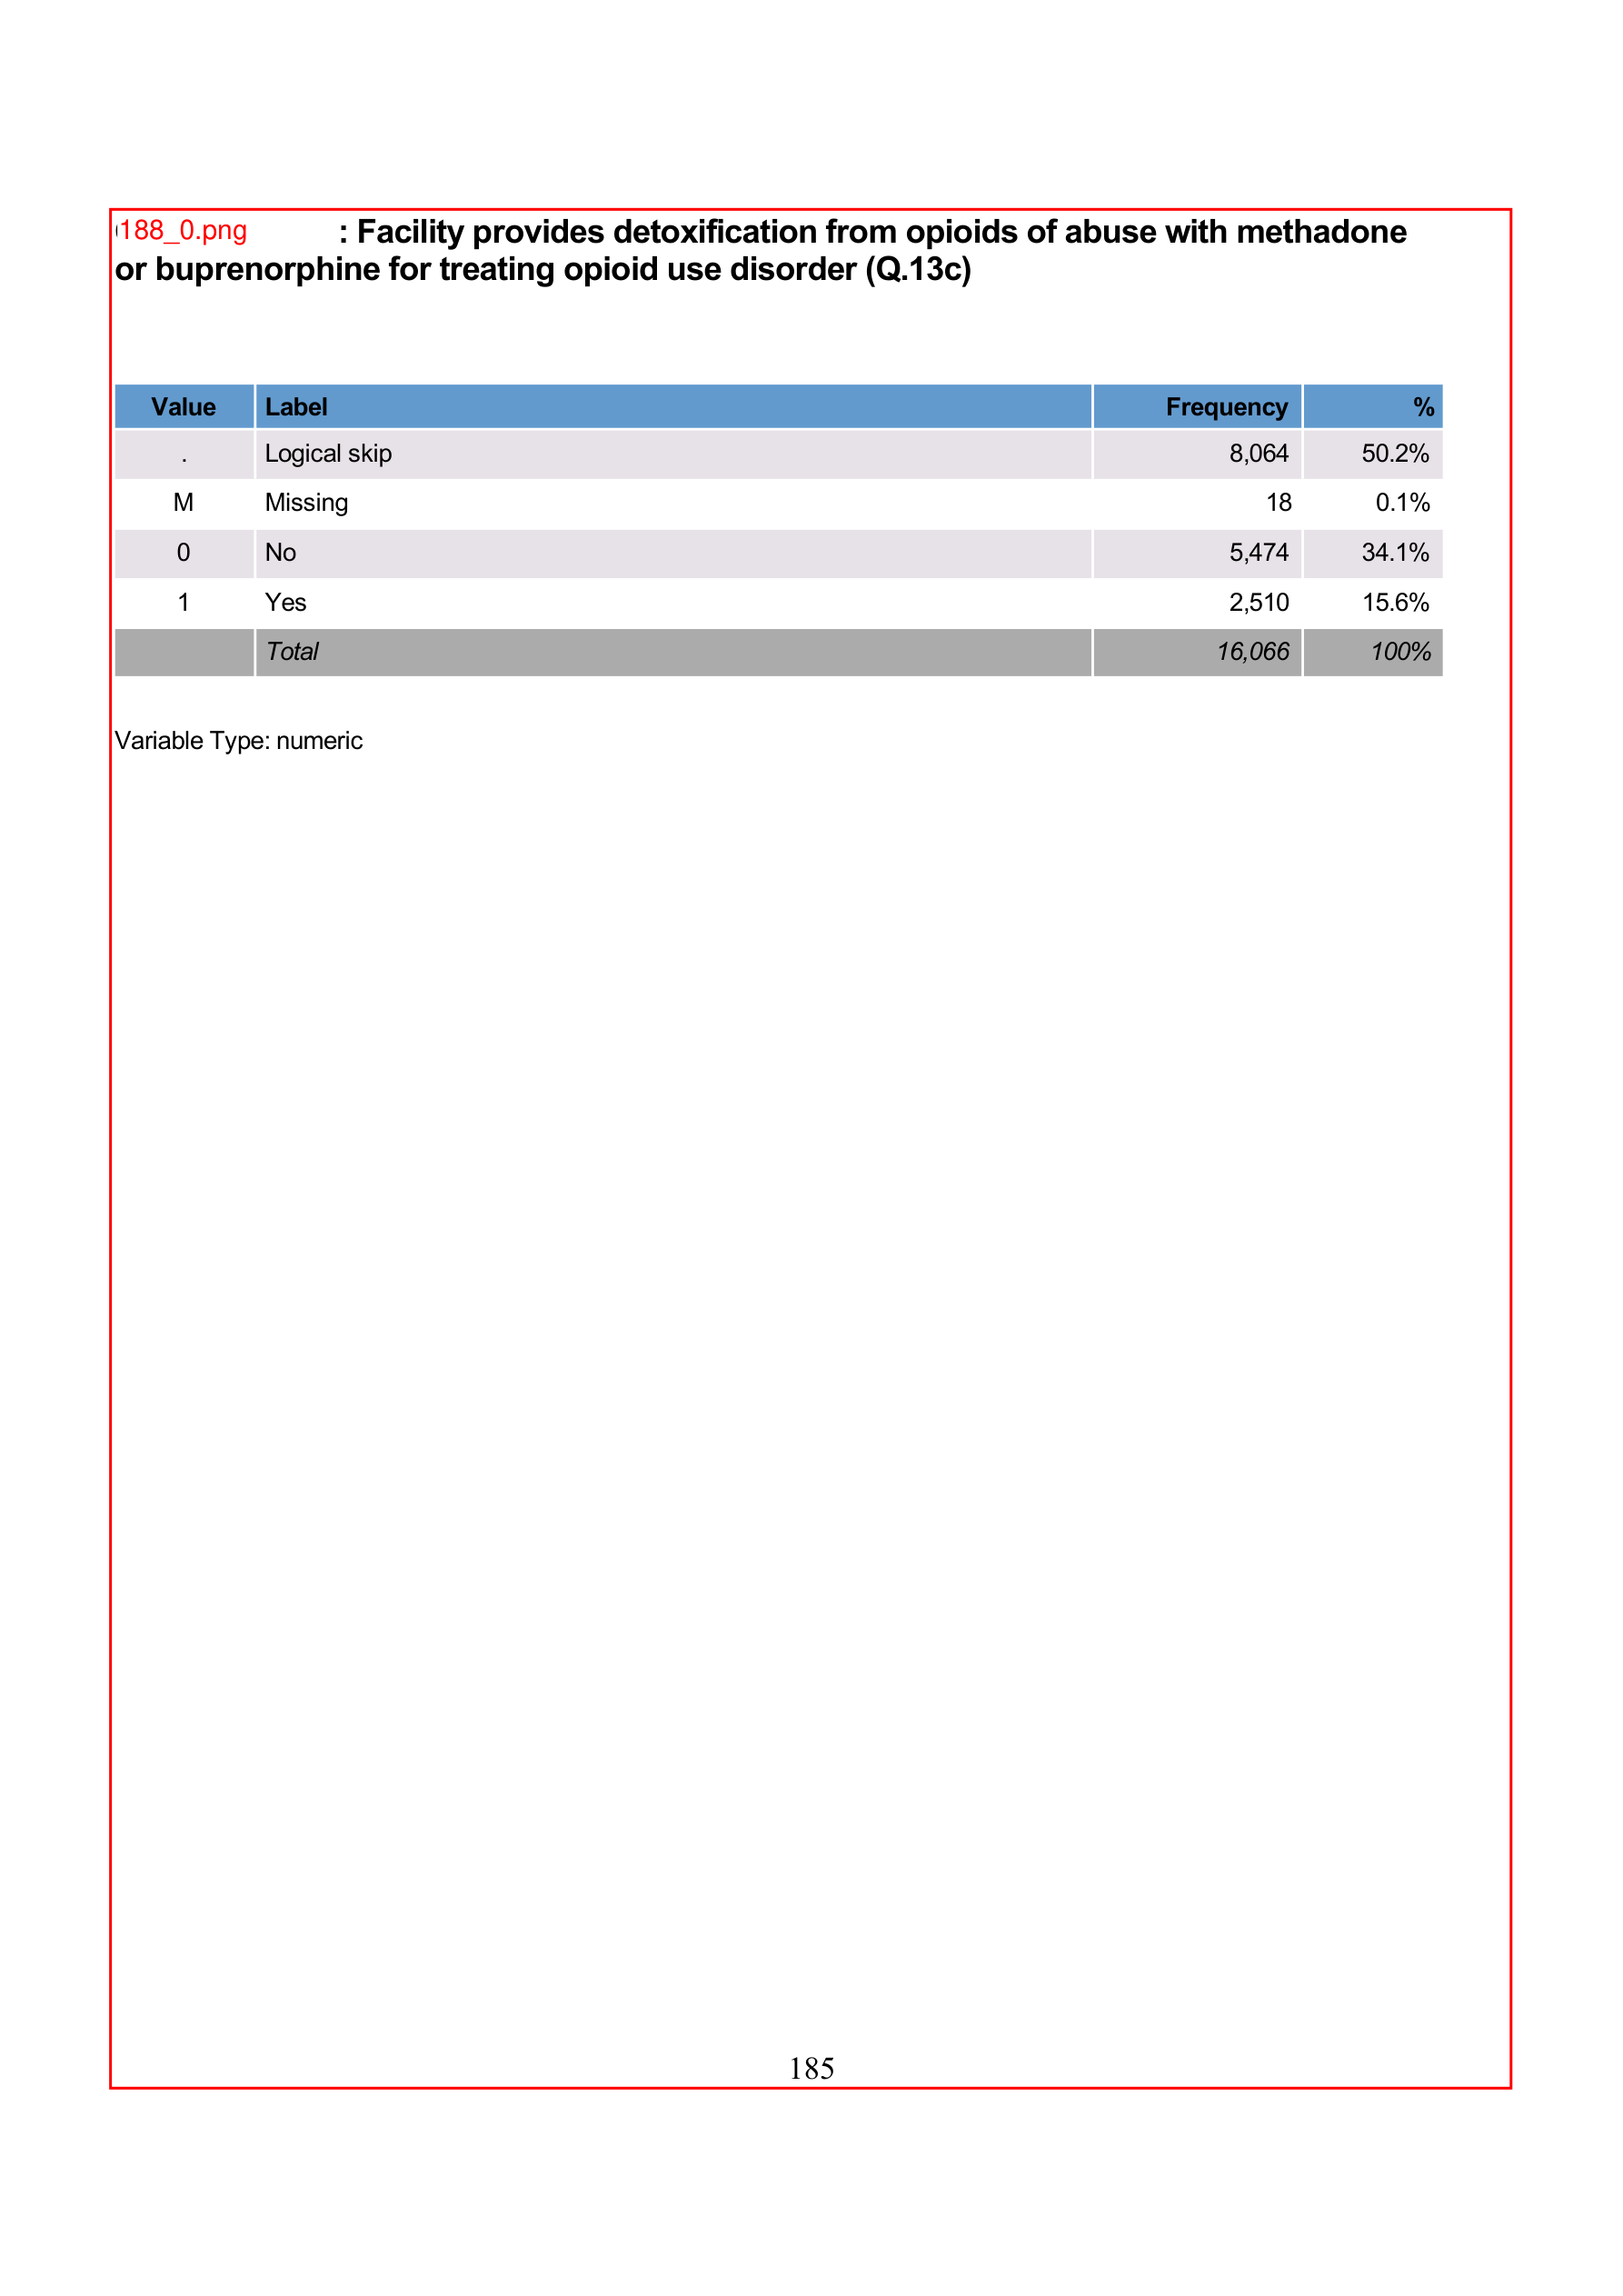 188_0.png : Facility provides detoxification from opioids of abuse with methadone
or buprenorphine for treating opioid use disorder (Q.13c)
Value Label Frequency %
. Logical skip 8,064 50.2%
M Missing 18 0.1%
0 No 5,474 34.1%
1 Yes 2,510 15.6%
Total 16,066 100%
Variable Type: numeric
185